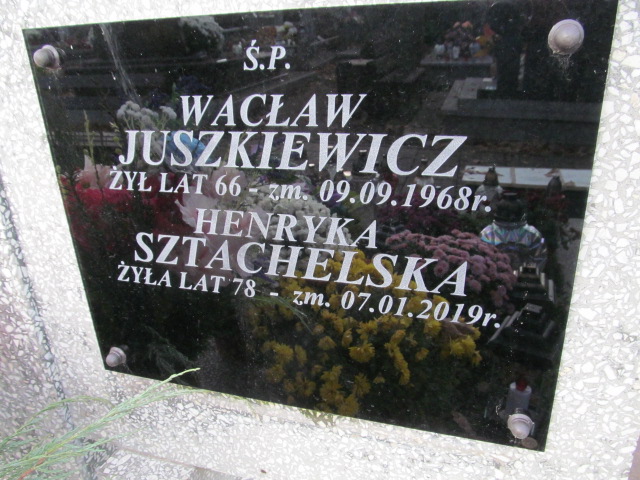 Ś.P.
WACŁAW
JUSZKIEWICZ
ŻYŁ LAT 66 - zm. 09.09.1968r.
HENRYKA
SZTACHELSKA
ŻYŁA LAT 78 - zm. 07.01.2019r.